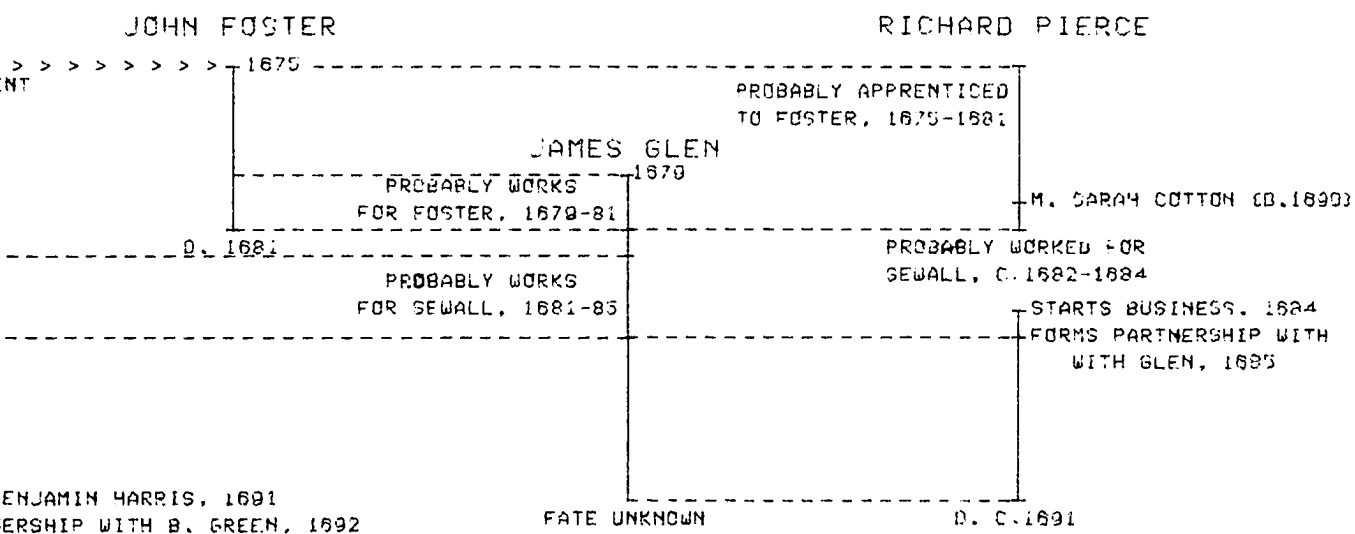 JOHN FOSTER
RICHARD PIERCE
> > > > > > > > 1675
ENT
PROBABLY APPRENTICED
TO FOSTER, 1675-1681
JAMES GLEN
1679
PROBABLY WORKS
FOR FOSTER, 1679-81
M. SARAH COTTON (D.1690)
D. 1681
PROBABLY WORKED FOR
SEWALL, C.1682-1684
PROBABLY WORKS
FOR SEWALL, 1681-85
STARTS BUSINESS, 1684
FORMS PARTNERSHIP WITH
WITH GLEN, 1685
ENJAMIN HARRIS, 1691
ERSHIP WITH B. GREEN, 1692
FATE UNKNOWN
D. C.1691